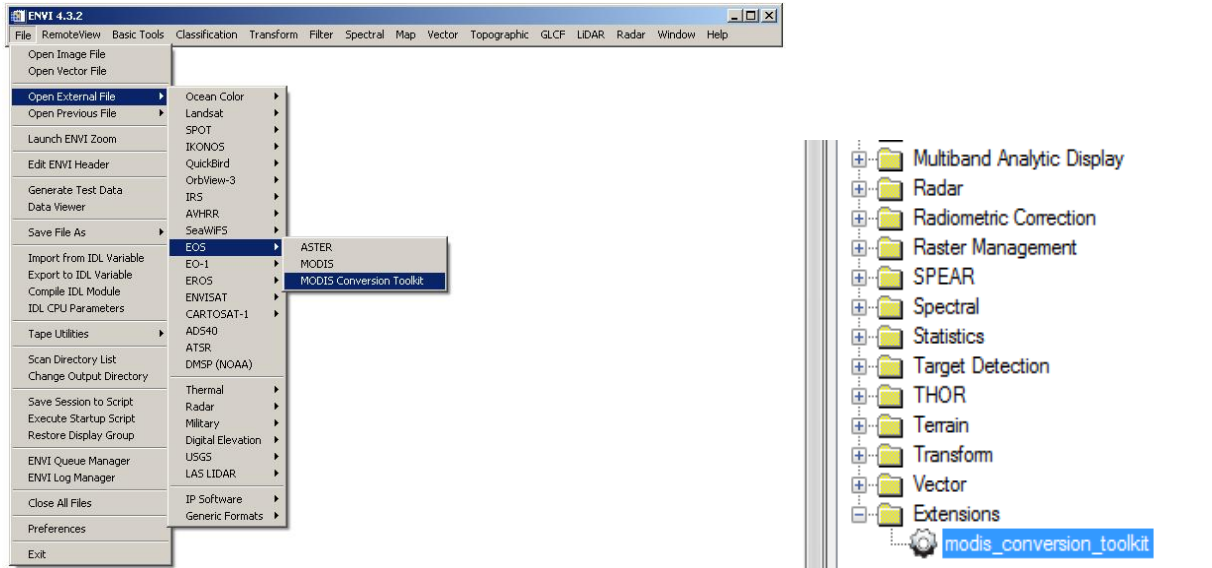 ENVI 4.3.2
File RemoteView Basic Tools Classification Transform Filter Spectral Map Vector Topographic GLCF LiDAR Radar Window Help
Open Image File
Open Vector File
Open External File
Open Previous File
Launch ENVI Zoom
Edit ENVI Header
Generate Test Data
Data Viewer
Save File As
Import from IDL Variable
Export to IDL Variable
Compile IDL Module
IDL CPU Parameters
Tape Utilities
Scan Directory List
Change Output Directory
Save Session to Script
Execute Startup Script
Restore Display Group
ENVI Queue Manager
ENVI Log Manager
Close All Files
Preferences
Exit
Ocean Color
Landsat
SPOT
IKONOS
QuickBird
OrbView-3
IRS
AVHRR
SeaWiFS
EOS
EO-1
EROS
ENVISAT
CARTOSAT-1
ADS40
ATSR
DMSP (NOAA)
Thermal
Radar
Military
Digital Elevation
USGS
LAS LIDAR
IP Software
Generic Formats
ASTER
MODIS
MODIS Conversion Toolkit
Multiband Analytic Display
Radar
Radiometric Correction
Raster Management
SPEAR
Spectral
Statistics
Target Detection
THOR
Terrain
Transform
Vector
Extensions
modis_conversion_toolkit